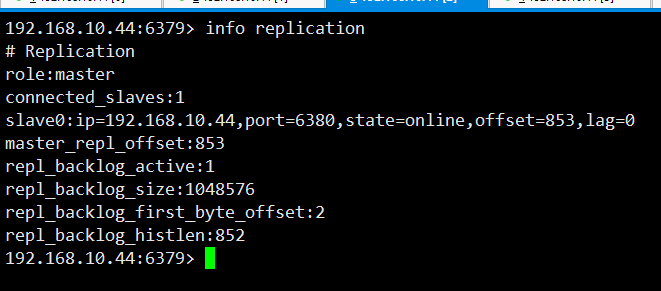 192.168.10.44:6379> info replication
# Replication
role:master
connected_slaves:1
slave0:ip=192.168.10.44,port=6380,state=online,offset=853,lag=0
master_repl_offset:853
repl_backlog_active:1
repl_backlog_size:1048576
repl_backlog_first_byte_offset:2
repl_backlog_histlen:852
192.168.10.44:6379>